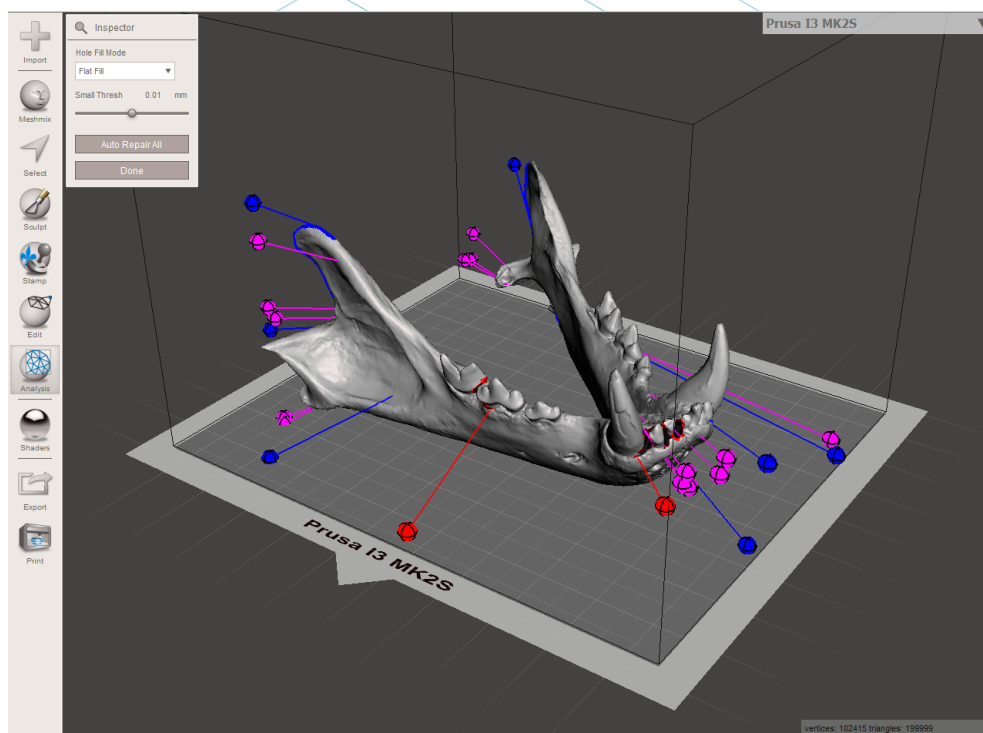 Import
Meshmix
Select
Sculpt
Stamp
Edit
Analysis
Shaders
Export
Print
Inspector
Hole Fill Mode
Flat Fill
Small Thresh 0.01 mm
Auto Repair All
Done
Prusa I3 MK2S
Prusa I3 MK2S
vertices: 102415 triangles: 199999